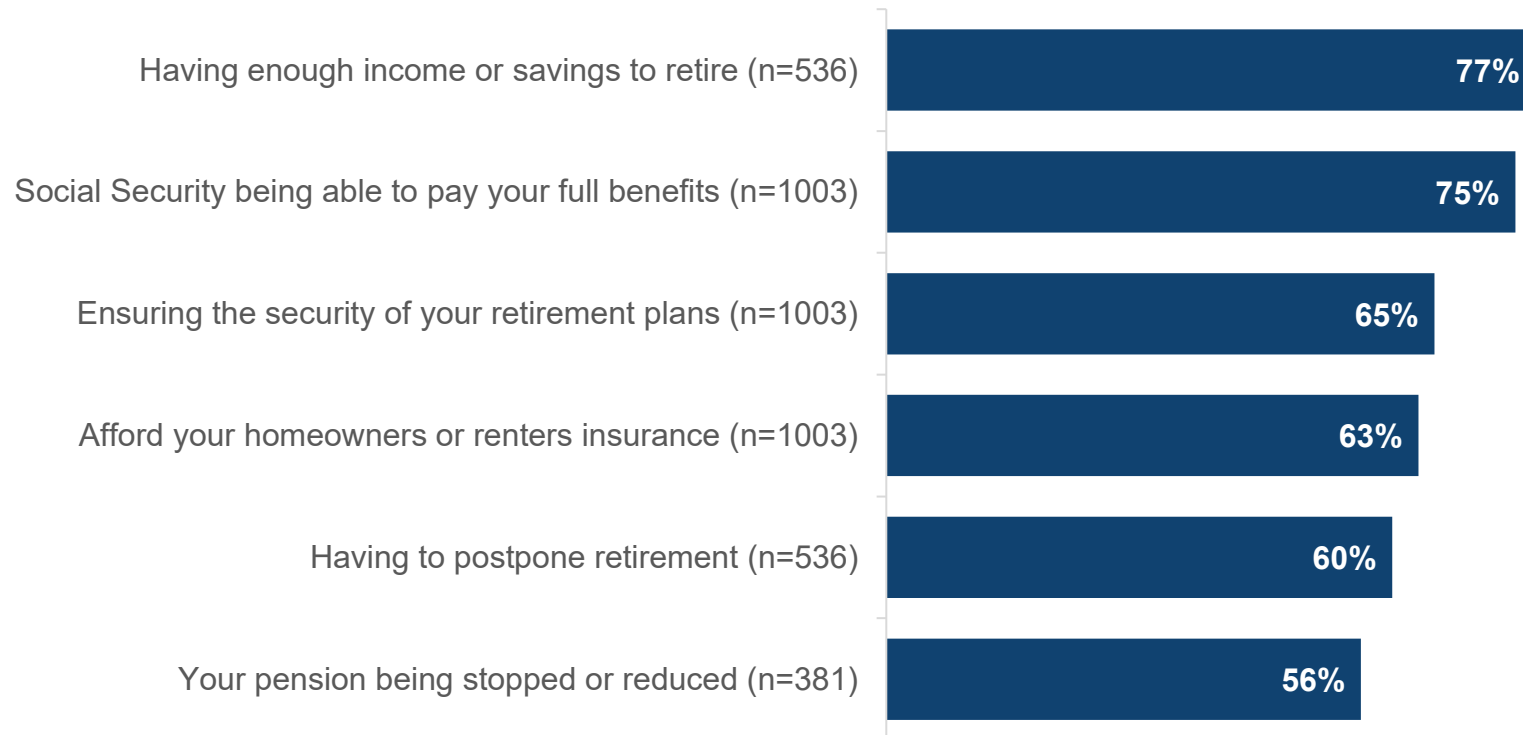 Having enough income or savings to retire (n=536) 77%
Social Security being able to pay your full benefits (n=1003) 75%
Ensuring the security of your retirement plans (n=1003) 65%
Afford your homeowners or renters insurance (n=1003) 63%
Having to postpone retirement (n=536) 60%
Your pension being stopped or reduced (n=381) 56%